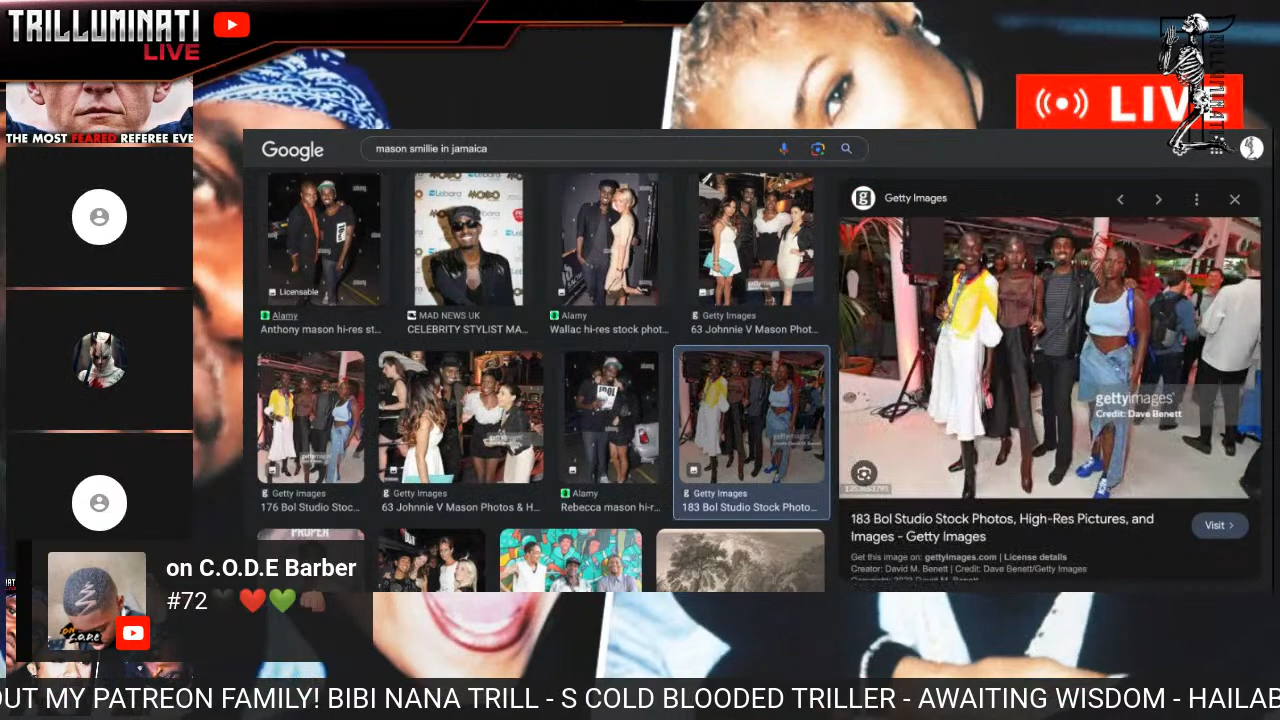 TRILLUMINATI
LIVE
THE MOST FEARED REFEREE EVE
Google
mason smillie in jamaica
LIV
TRILLUMINATI
Licensable
Alamy
Anthony mason hi-res st...
MAD NEWS UK
CELEBRITY STYLIST MA...
Alamy
Wallac hi-res stock phot...
Getty Images
63 Johnnie V Mason Phot...
Getty Images
176 Bol Studio Stoc...
Getty Images
63 Johnnie V Mason Photos & H...
Alamy
Rebecca mason hi-r...
Getty Images
183 Bol Studio Stock Photo...
Getty Images
gettyimages
Credit: Dave Benett
183 Bol Studio Stock Photos, High-Res Pictures, and
Images - Getty Images
Visit
Get this image on: gettyimages.com | License details
Creator: David M. Benett | Credit: Dave Benett/Getty Images
PROPER
on C.O.D.E Barber
#72 ❤️💚👊🏿
ON
C.O.D.E
OUT MY PATREON FAMILY! BIBI NANA TRILL - S COLD BLOODED TRILLER - AWAITING WISDOM - HAILAB